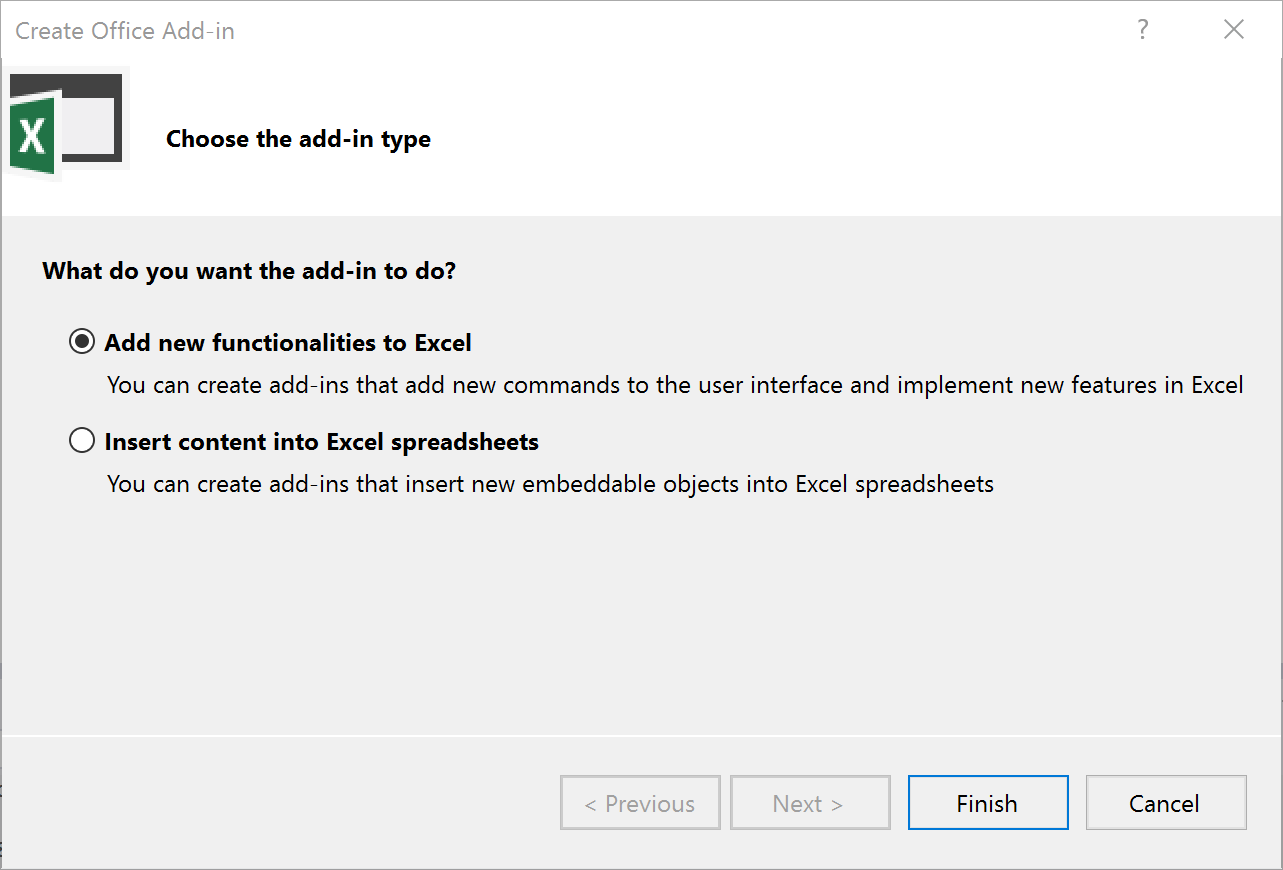 Create Office Add-in
?
X
Choose the add-in type
What do you want the add-in to do?
Add new functionalities to Excel
You can create add-ins that add new commands to the user interface and implement new features in Excel
Insert content into Excel spreadsheets
You can create add-ins that insert new embeddable objects into Excel spreadsheets
< Previous
Next >
Finish
Cancel